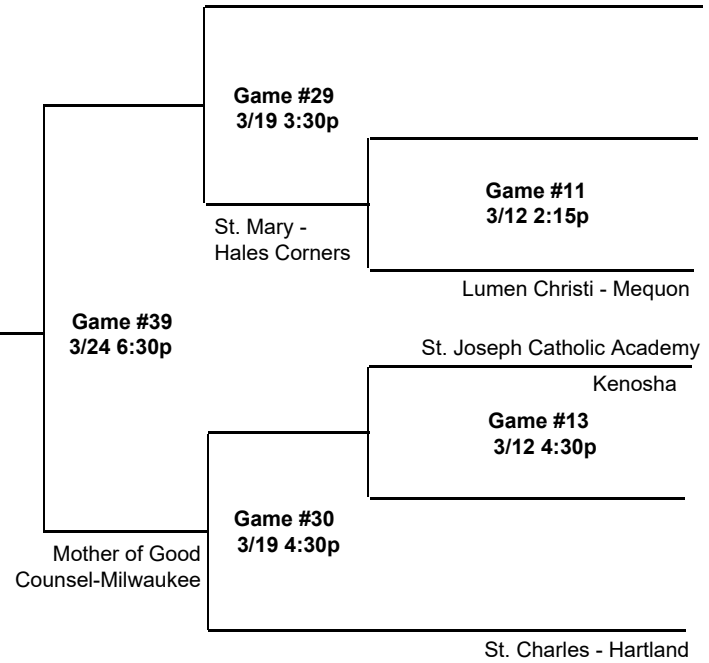 Game #29
3/19 3:30p
Game #11
3/12 2:15p
St. Mary -
Hales Corners
Lumen Christi - Mequon
Game #39
3/24 6:30p
St. Joseph Catholic Academy
Kenosha
Game #13
3/12 4:30p
Game #30
3/19 4:30p
Mother of Good
Counsel-Milwaukee
St. Charles - Hartland